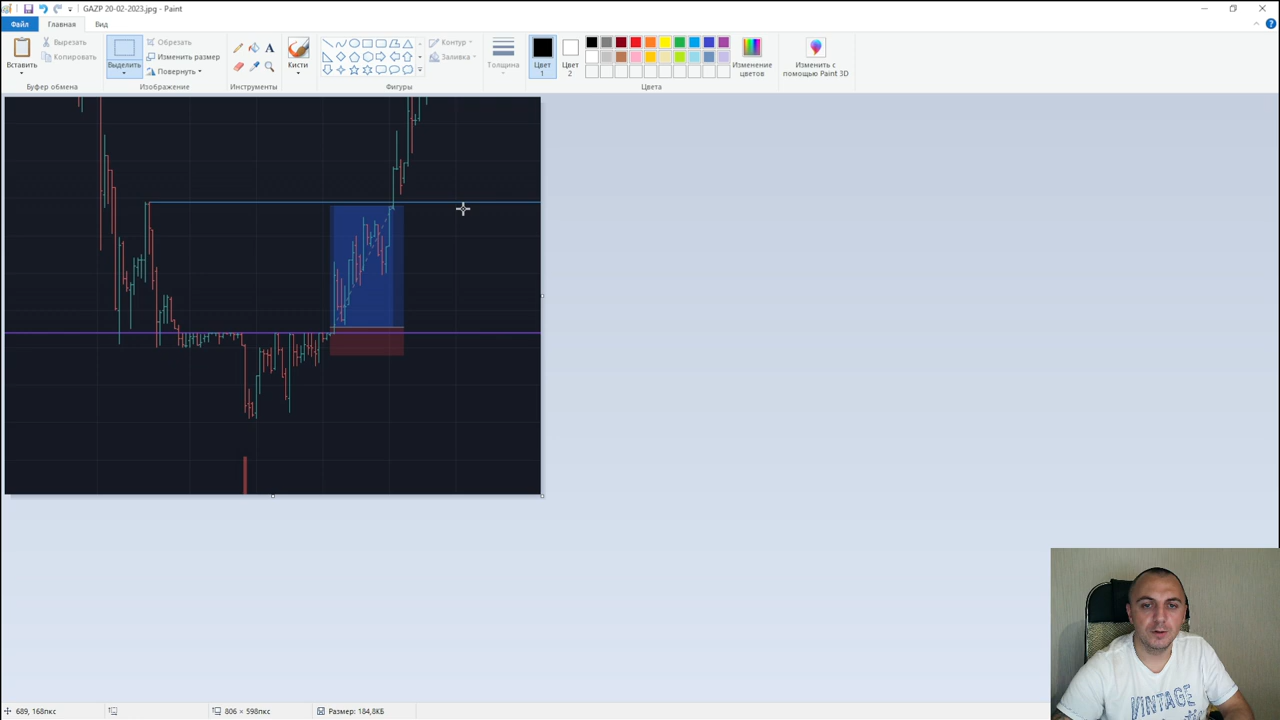 GAZP 20-02-2023.jpg - Paint
Файл
Главная
Вид
Вставить
Вырезать
Копировать
Буфер обмена
Выделить
Обрезать
Изменить размер
Повернуть
Изображение
A
Инструменты
Кисти
Контур
Заливка
Фигуры
Толщина
Цвет
1
Цвет
2
Изменение
цветов
Изменить с
помощью Paint 3D
Цвета
689, 168пкс
806 × 598пкс
Размер: 184,8КБ
VINTAGE